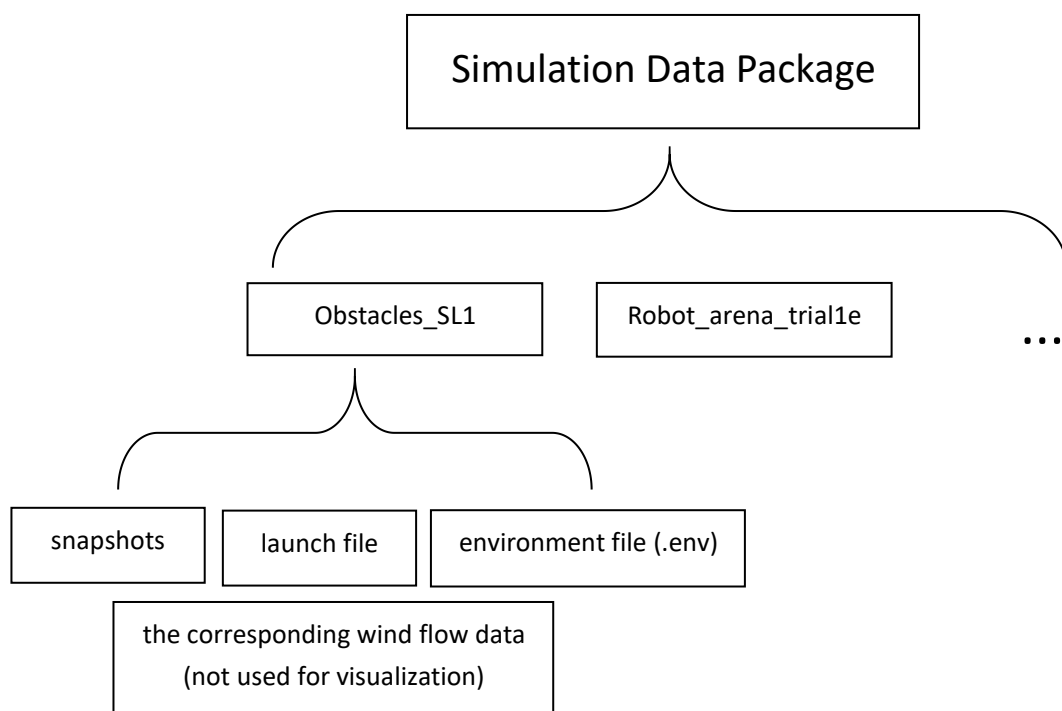 Simulation Data Package
Obstacles_SL1
Robot_arena_trial1e
...
snapshots
launch file
environment file (.env)
the corresponding wind flow data
(not used for visualization)